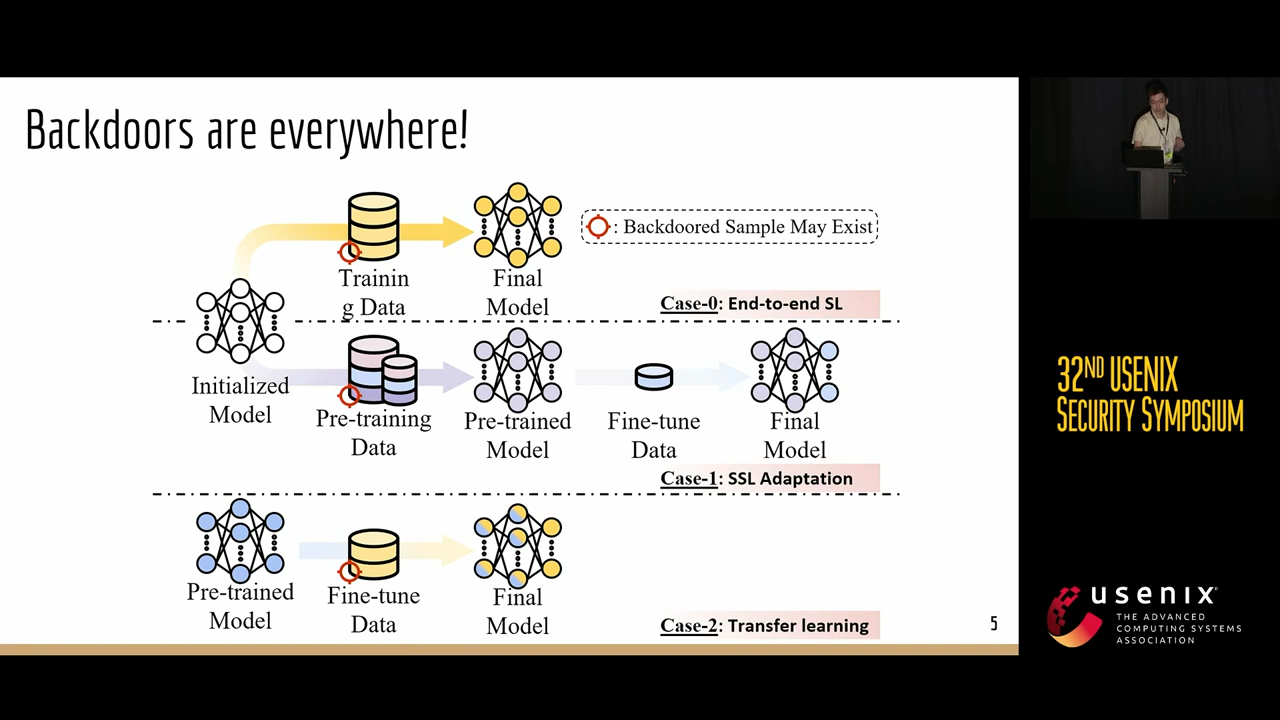 Backdoors are everywhere!
: Backdoored Sample May Exist
Trainin
g Data
Final
Model
Case-0: End-to-end SL
Initialized
Model
Pre-training
Data
Pre-trained
Model
Fine-tune
Data
Final
Model
Case-1: SSL Adaptation
Pre-trained
Model
Fine-tune
Data
Final
Model
Case-2: Transfer learning
5
32ND USENIX
SECURITY SYMPOSIUM
usenix
THE ADVANCED
COMPUTING SYSTEMS
ASSOCIATION